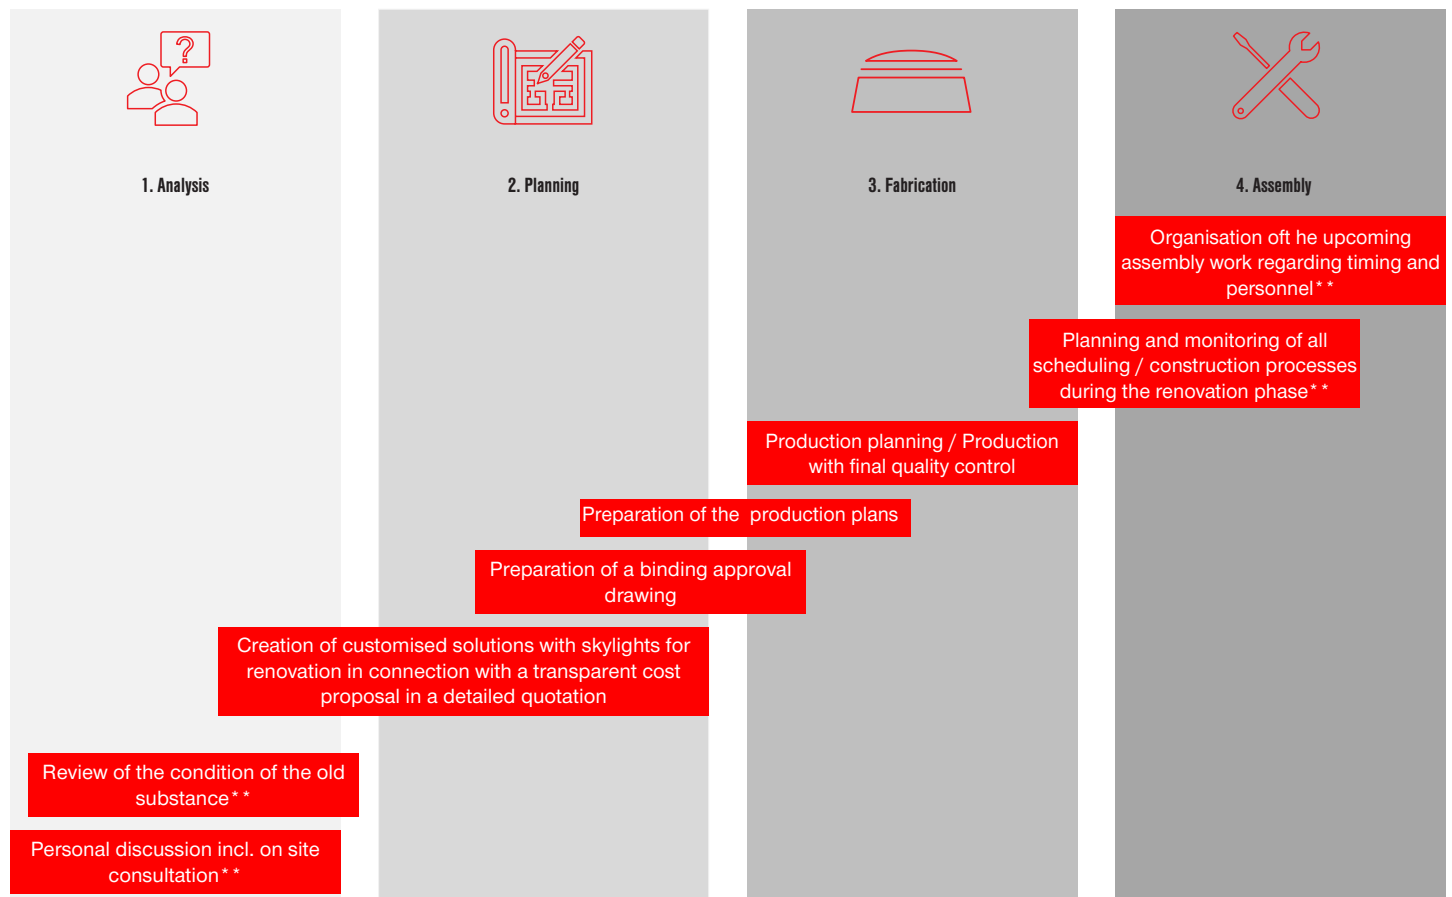 ?
1. Analysis
2. Planning
3. Fabrication
4. Assembly
Organisation oft he upcoming
assembly work regarding timing and
personnel**
Planning and monitoring of all
scheduling / construction processes
during the renovation phase**
Production planning / Production
with final quality control
Preparation of the  production plans
Preparation of a binding approval
drawing
Creation of customised solutions with skylights for
renovation in connection with a transparent cost
proposal in a detailed quotation
Review of the condition of the old
substance**
Personal discussion incl. on site
consultation**